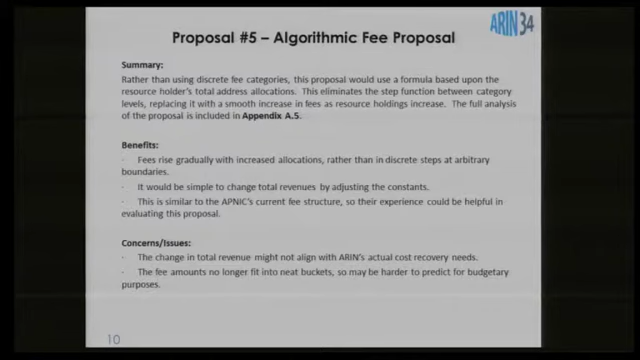 ARIN34
Proposal #5 – Algorithmic Fee Proposal
Summary:
Rather than using discrete fee categories, this proposal would use a formula based upon the
resource holder's total address allocations. This eliminates the step function between category
levels, replacing it with a smooth increase in fees as resource holdings increase. The full analysis
of the proposal is included in Appendix A.5.
Benefits:
· Fees rise gradually with increased allocations, rather than in discrete steps at arbitrary
boundaries.
· It would be simple to change total revenues by adjusting the constants.
· This is similar to the APNIC's current fee structure, so their experience could be helpful in
evaluating this proposal.
Concerns/Issues:
· The change in total revenue might not align with ARIN's actual cost recovery needs.
· The fee amounts no longer fit into neat buckets, so may be harder to predict for budgetary
purposes.
10